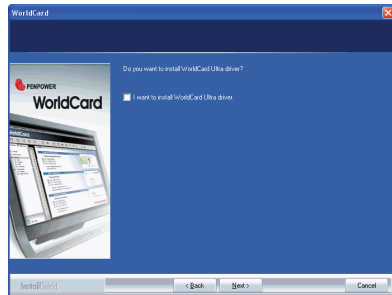 WorldCard
Do you want to install WorldCard Ultra driver?
I want to install WorldCard Ultra driver.
PENPOWER
WorldCard
InstallShield
< Back
Next >
Cancel